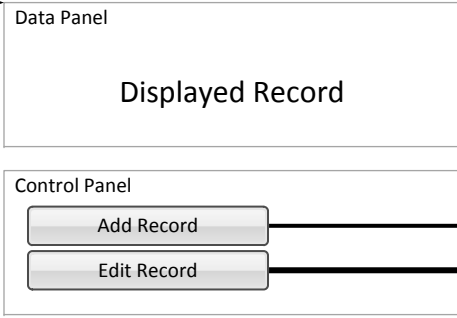 Data Panel
Displayed Record
Control Panel
Add Record
Edit Record